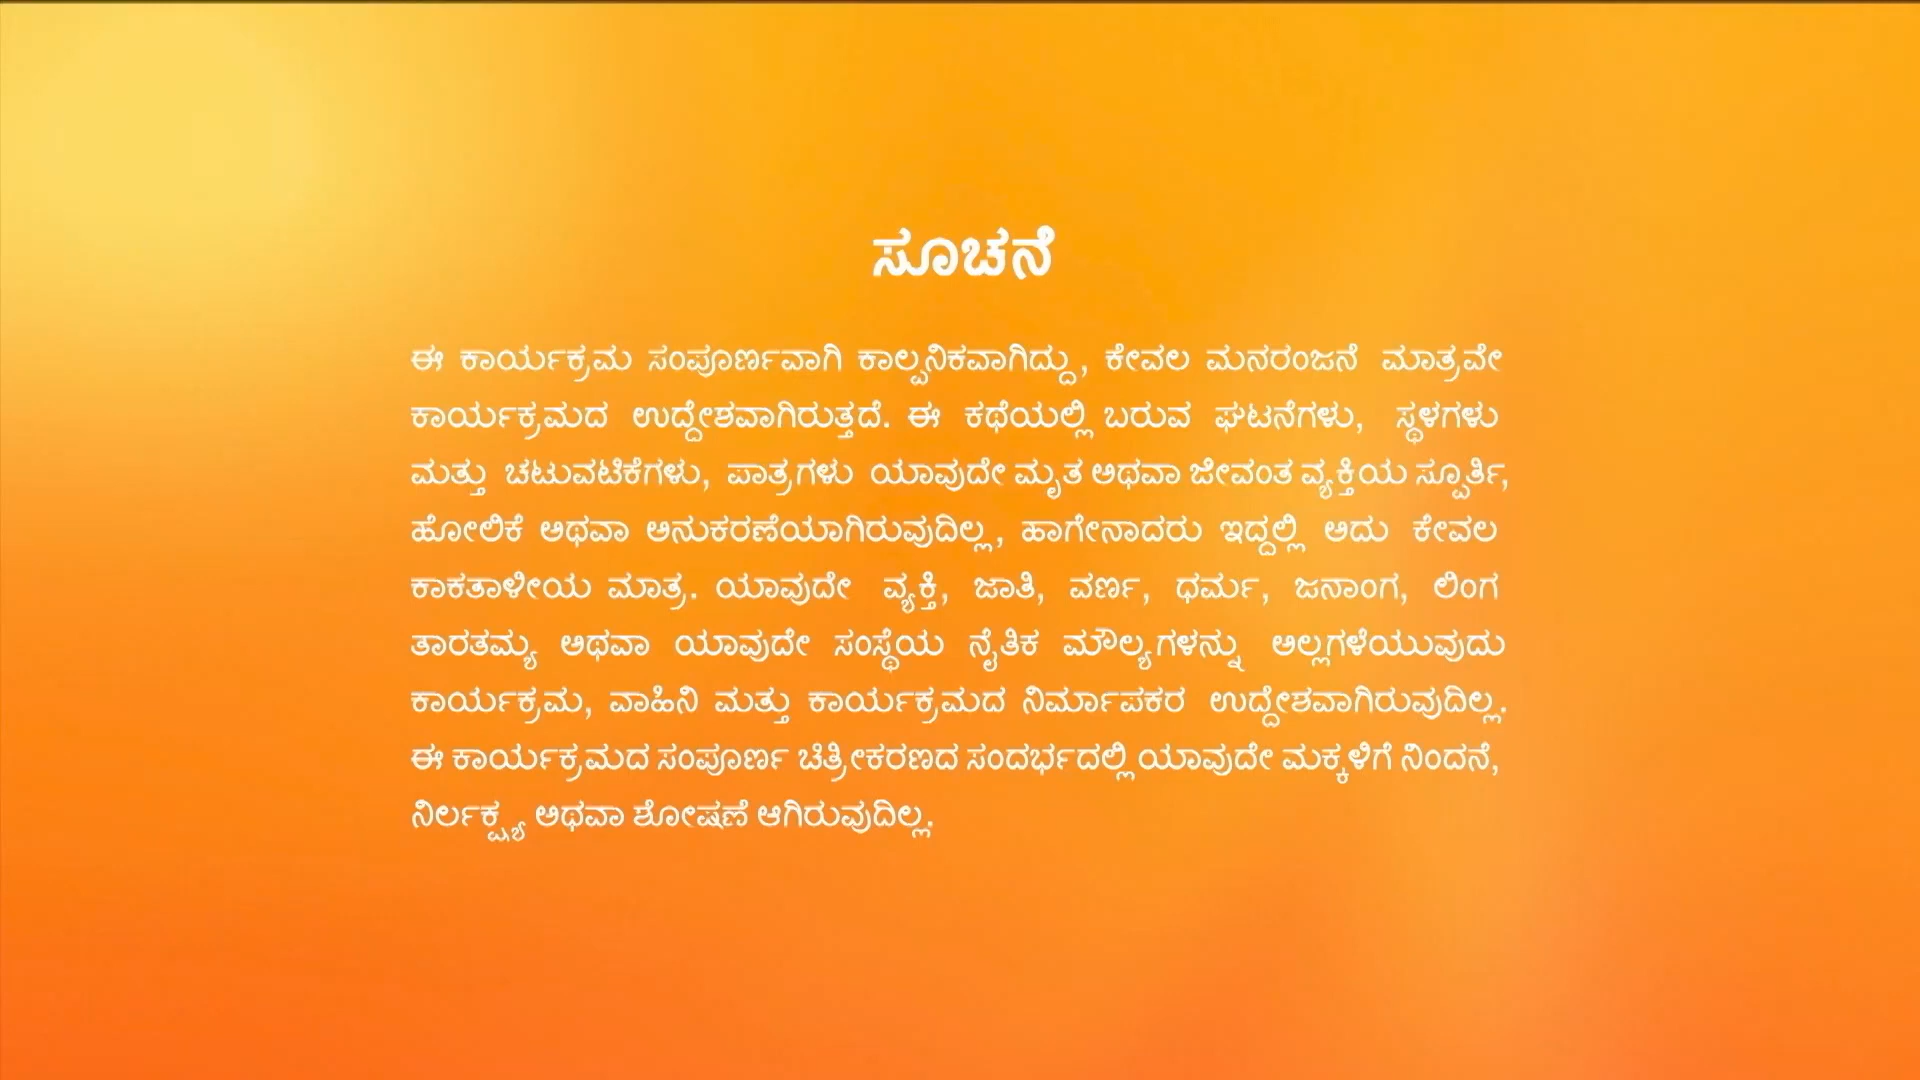 ಸೂಚನೆ
ಈ ಕಾರ್ಯಕ್ರಮ ಸಂಪೂರ್ಣವಾಗಿ ಕಾಲ್ಪನಿಕವಾಗಿದ್ದು, ಕೇವಲ ಮನರಂಜನೆ ಮಾತ್ರವೇ
ಕಾರ್ಯಕ್ರಮದ ಉದ್ದೇಶವಾಗಿರುತ್ತದೆ. ಈ ಕಥೆಯಲ್ಲಿ ಬರುವ ಘಟನೆಗಳು, ಸ್ಥಳಗಳು
ಮತ್ತು ಚಟುವಟಿಕೆಗಳು, ಪಾತ್ರಗಳು ಯಾವುದೇ ಮೃತ ಅಥವಾ ಜೀವಂತ ವ್ಯಕ್ತಿಯ ಸ್ಪೂರ್ತಿ,
ಹೋಲಿಕೆ ಅಥವಾ ಅನುಕರಣೆಯಾಗಿರುವುದಿಲ್ಲ, ಹಾಗೇನಾದರು ಇದ್ದಲ್ಲಿ ಅದು ಕೇವಲ
ಕಾಕತಾಳೀಯ ಮಾತ್ರ. ಯಾವುದೇ ವ್ಯಕ್ತಿ, ಜಾತಿ, ವರ್ಣ, ಧರ್ಮ, ಜನಾಂಗ, ಲಿಂಗ
ತಾರತಮ್ಯ ಅಥವಾ ಯಾವುದೇ ಸಂಸ್ಥೆಯ ನೈತಿಕ ಮೌಲ್ಯಗಳನ್ನು ಅಲ್ಲಗಳೆಯುವುದು
ಕಾರ್ಯಕ್ರಮ, ವಾಹಿನಿ ಮತ್ತು ಕಾರ್ಯಕ್ರಮದ ನಿರ್ಮಾಪಕರ ಉದ್ದೇಶವಾಗಿರುವುದಿಲ್ಲ.
ಈ ಕಾರ್ಯಕ್ರಮದ ಸಂಪೂರ್ಣ ಚಿತ್ರೀಕರಣದ ಸಂದರ್ಭದಲ್ಲಿ ಯಾವುದೇ ಮಕ್ಕಳಿಗೆ ನಿಂದನೆ,
ನಿರ್ಲಕ್ಷ್ಯ ಅಥವಾ ಶೋಷಣೆ ಆಗಿರುವುದಿಲ್ಲ.